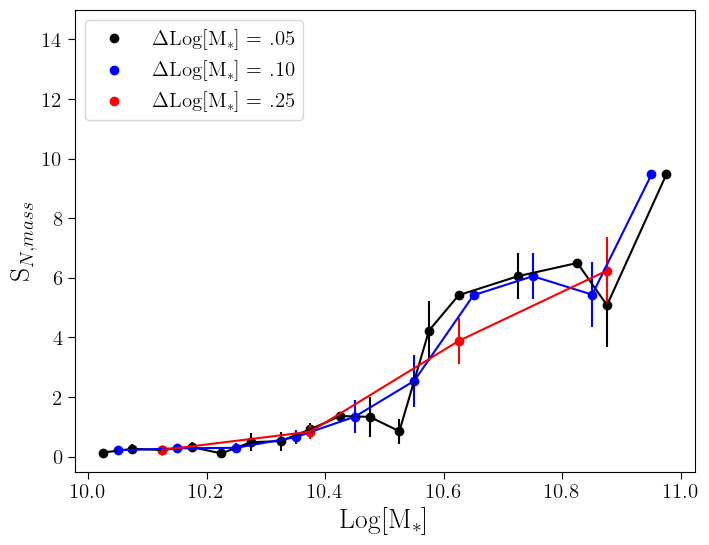 ΔLog[M*] = .05
ΔLog[M*] = .10
ΔLog[M*] = .25
14
12
10
8
6
4
2
0
S_{N,mass}
10.0 10.2 10.4 10.6 10.8 11.0
Log[M*]